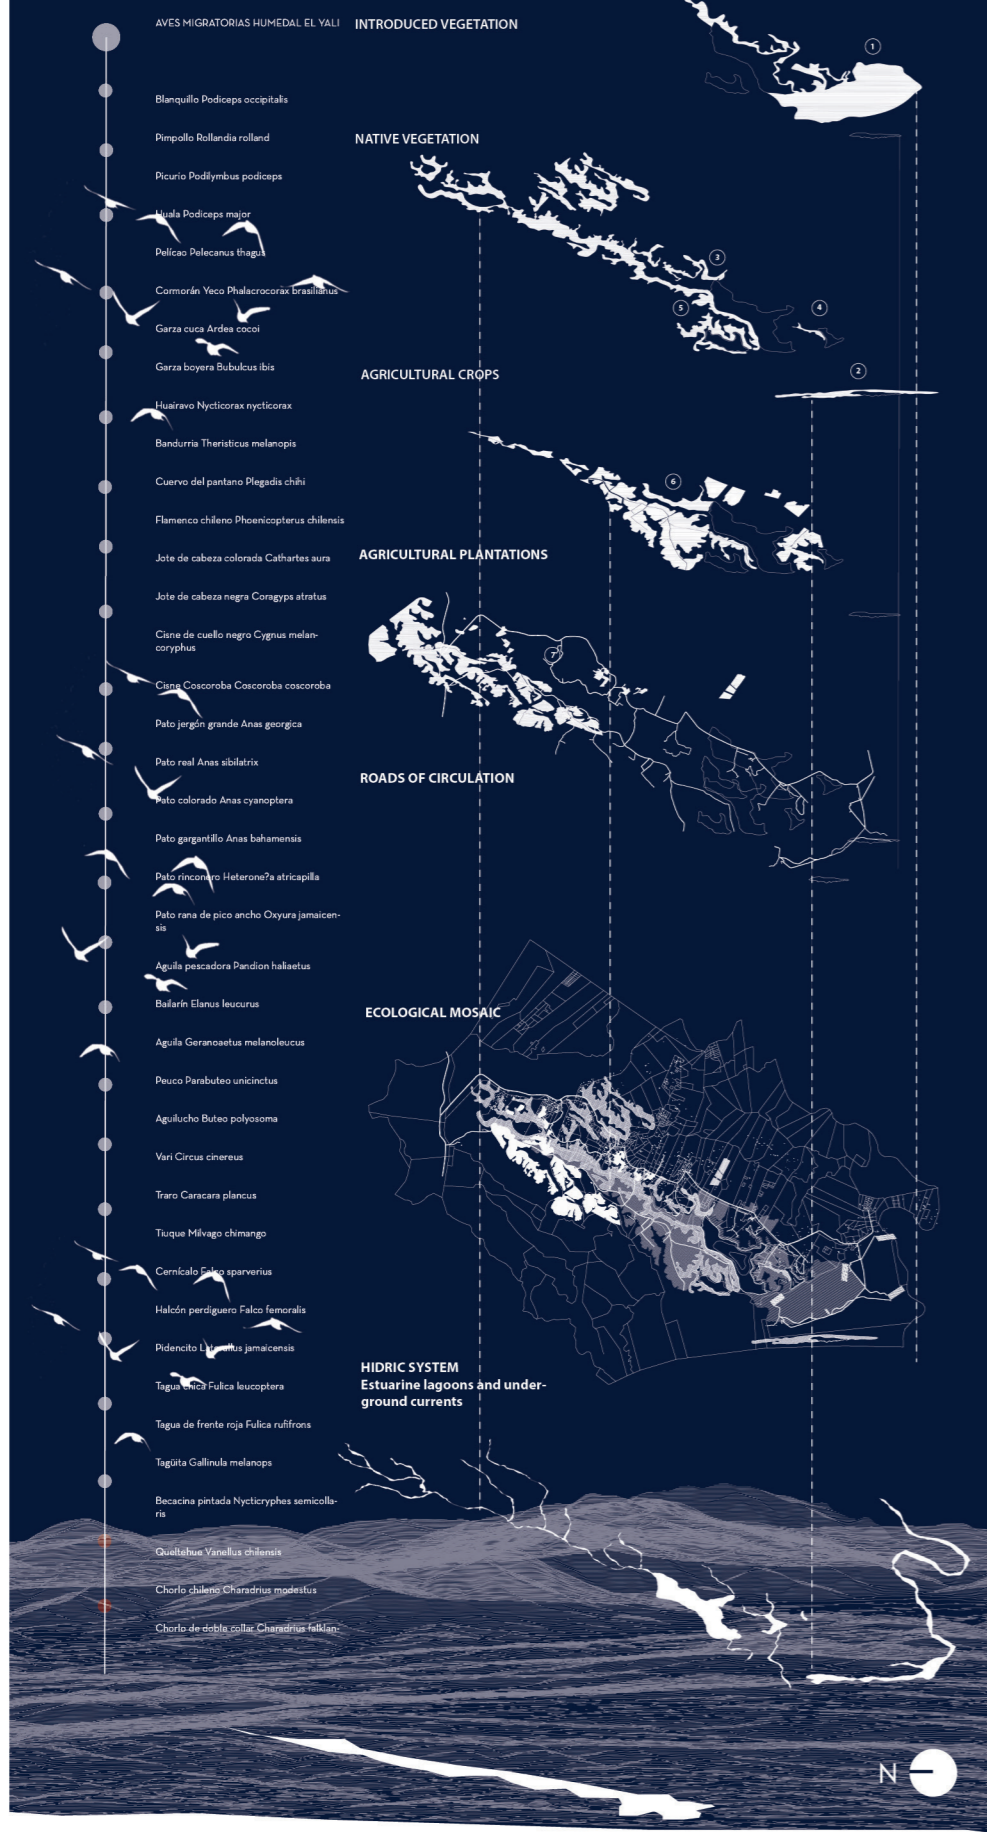 AVES MIGRATORIAS HUMEDAL EL YALI
Blanquillo Podiceps occipitalis
Pimpollo Rollandia rolland
Picurio Podilymbus podiceps
Huala Podiceps major
Pelícao Pelecanus thagus
Cormorán Yeco Phalacrocorax brasilianus
Garza cuca Ardea cocoi
Garza boyera Bubulcus ibis
Huairavo Nycticorax nycticorax
Bandurria Theristicus melanopis
Cuervo del pantano Plegadis chihi
Flamenco chileno Phoenicopterus chilensis
Jote de cabeza colorada Cathartes aura
Jote de cabeza negra Coragyps atratus
Cisne de cuello negro Cygnus melan-
coryphus
Cisne Coscoroba Coscoroba coscoroba
Pato jergón grande Anas georgica
Pato real Anas sibilatrix
Pato colorado Anas cyanoptera
Pato gargantillo Anas bahamensis
Pato rinconero Heterone?a atricapilla
Pato rana de pico ancho Oxyura jamaicen-
sis
Aguila pescadora Pandion haliaetus
Bailarín Elanus leucurus
Aguila Geranoaetus melanoleucus
Peuco Parabuteo unicinctus
Aguilucho Buteo polyosoma
Vari Circus cinereus
Traro Caracara plancus
Tiuque Milvago chimango
Cernícalo Falco sparverius
Halcón perdiguero Falco femoralis
Pidencito Laterallus jamaicensis
Tagua chica Fulica leucoptera
Tagua de frente roja Fulica rufifrons
Tagüita Gallinula melanops
Becacina pintada Nycticryphes semicolla-
ris
Queltehue Vanellus chilensis
Chorlo chileno Charadrius modestus
Chorlo de doble collar Charadrius falklan-
INTRODUCED VEGETATION
1
NATIVE VEGETATION
3
5
4
2
AGRICULTURAL CROPS
6
AGRICULTURAL PLANTATIONS
7
ROADS OF CIRCULATION
ECOLOGICAL MOSAIC
HIDRIC SYSTEM
Estuarine lagoons and under-
ground currents
N